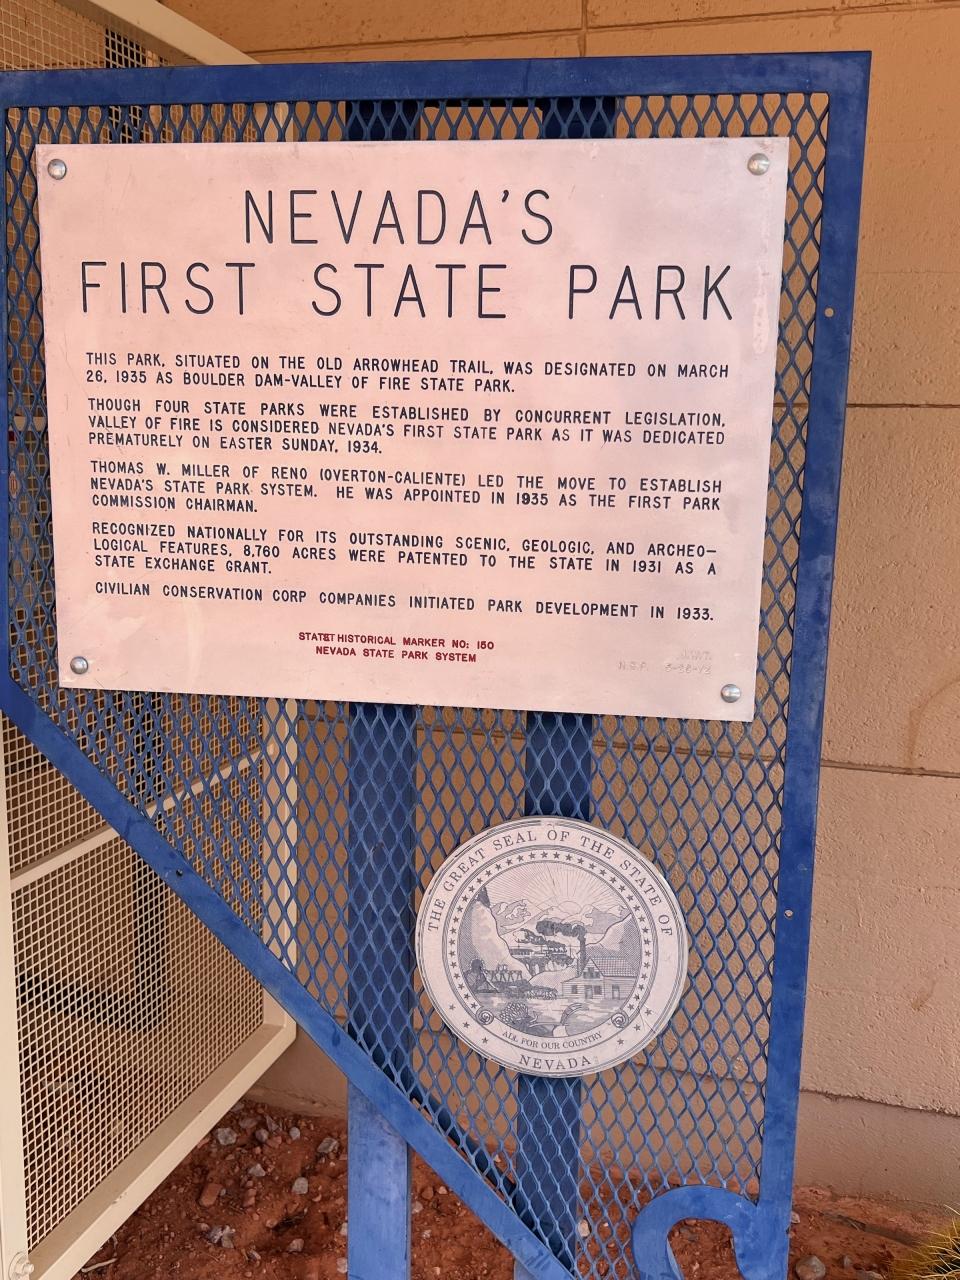 NEVADA'S
FIRST STATE PARK
THIS PARK, SITUATED ON THE OLD ARROWHEAD TRAIL, WAS DESIGNATED ON MARCH
26, 1935 AS BOULDER DAM-VALLEY OF FIRE STATE PARK.
THOUGH FOUR STATE PARKS WERE ESTABLISHED BY CONCURRENT LEGISLATION,
VALLEY OF FIRE IS CONSIDERED NEVADA'S FIRST STATE PARK AS IT WAS DEDICATED
PREMATURELY ON EASTER SUNDAY, 1934.
THOMAS W. MILLER OF RENO (OVERTON-CALIENTE) LED THE MOVE TO ESTABLISH
NEVADA'S STATE PARK SYSTEM. HE WAS APPOINTED IN 1935 AS THE FIRST PARK
COMMISSION CHAIRMAN.
RECOGNIZED NATIONALLY FOR ITS OUTSTANDING SCENIC, GEOLOGIC, AND ARCHEO-
LOGICAL FEATURES, 8,760 ACRES WERE PATENTED TO THE STATE IN 1931 AS A
STATE EXCHANGE GRANT.
CIVILIAN CONSERVATION CORP COMPANIES INITIATED PARK DEVELOPMENT IN 1933.
HISTORICAL MARKER NO: 150
NEVADA STATE PARK SYSTEM
THE GREAT SEAL OF THE STATE OF
ALL FOR OUR COUNTRY
NEVADA